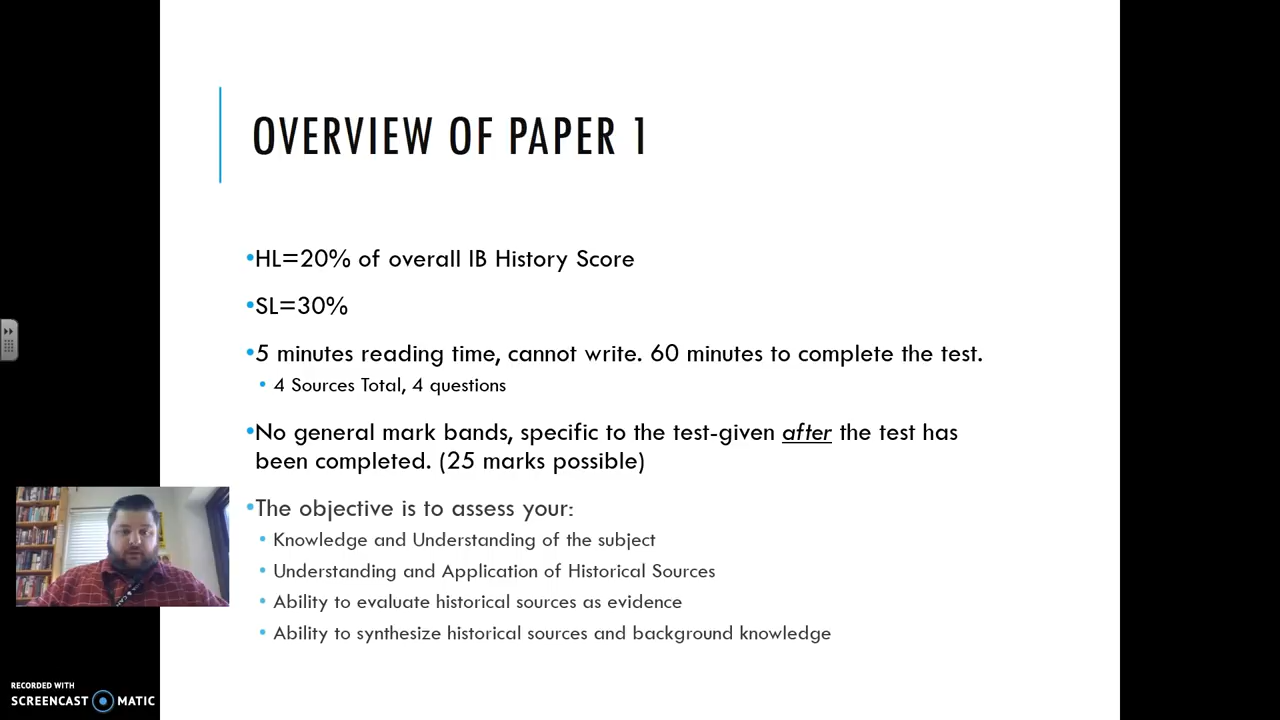 OVERVIEW OF PAPER 1
•HL=20% of overall IB History Score
•SL=30%
•5 minutes reading time, cannot write. 60 minutes to complete the test.
• 4 Sources Total, 4 questions
•No general mark bands, specific to the test-given after the test has
been completed. (25 marks possible)
•The objective is to assess your:
• Knowledge and Understanding of the subject
• Understanding and Application of Historical Sources
• Ability to evaluate historical sources as evidence
• Ability to synthesize historical sources and background knowledge
RECORDED WITH
SCREENCAST MATIC